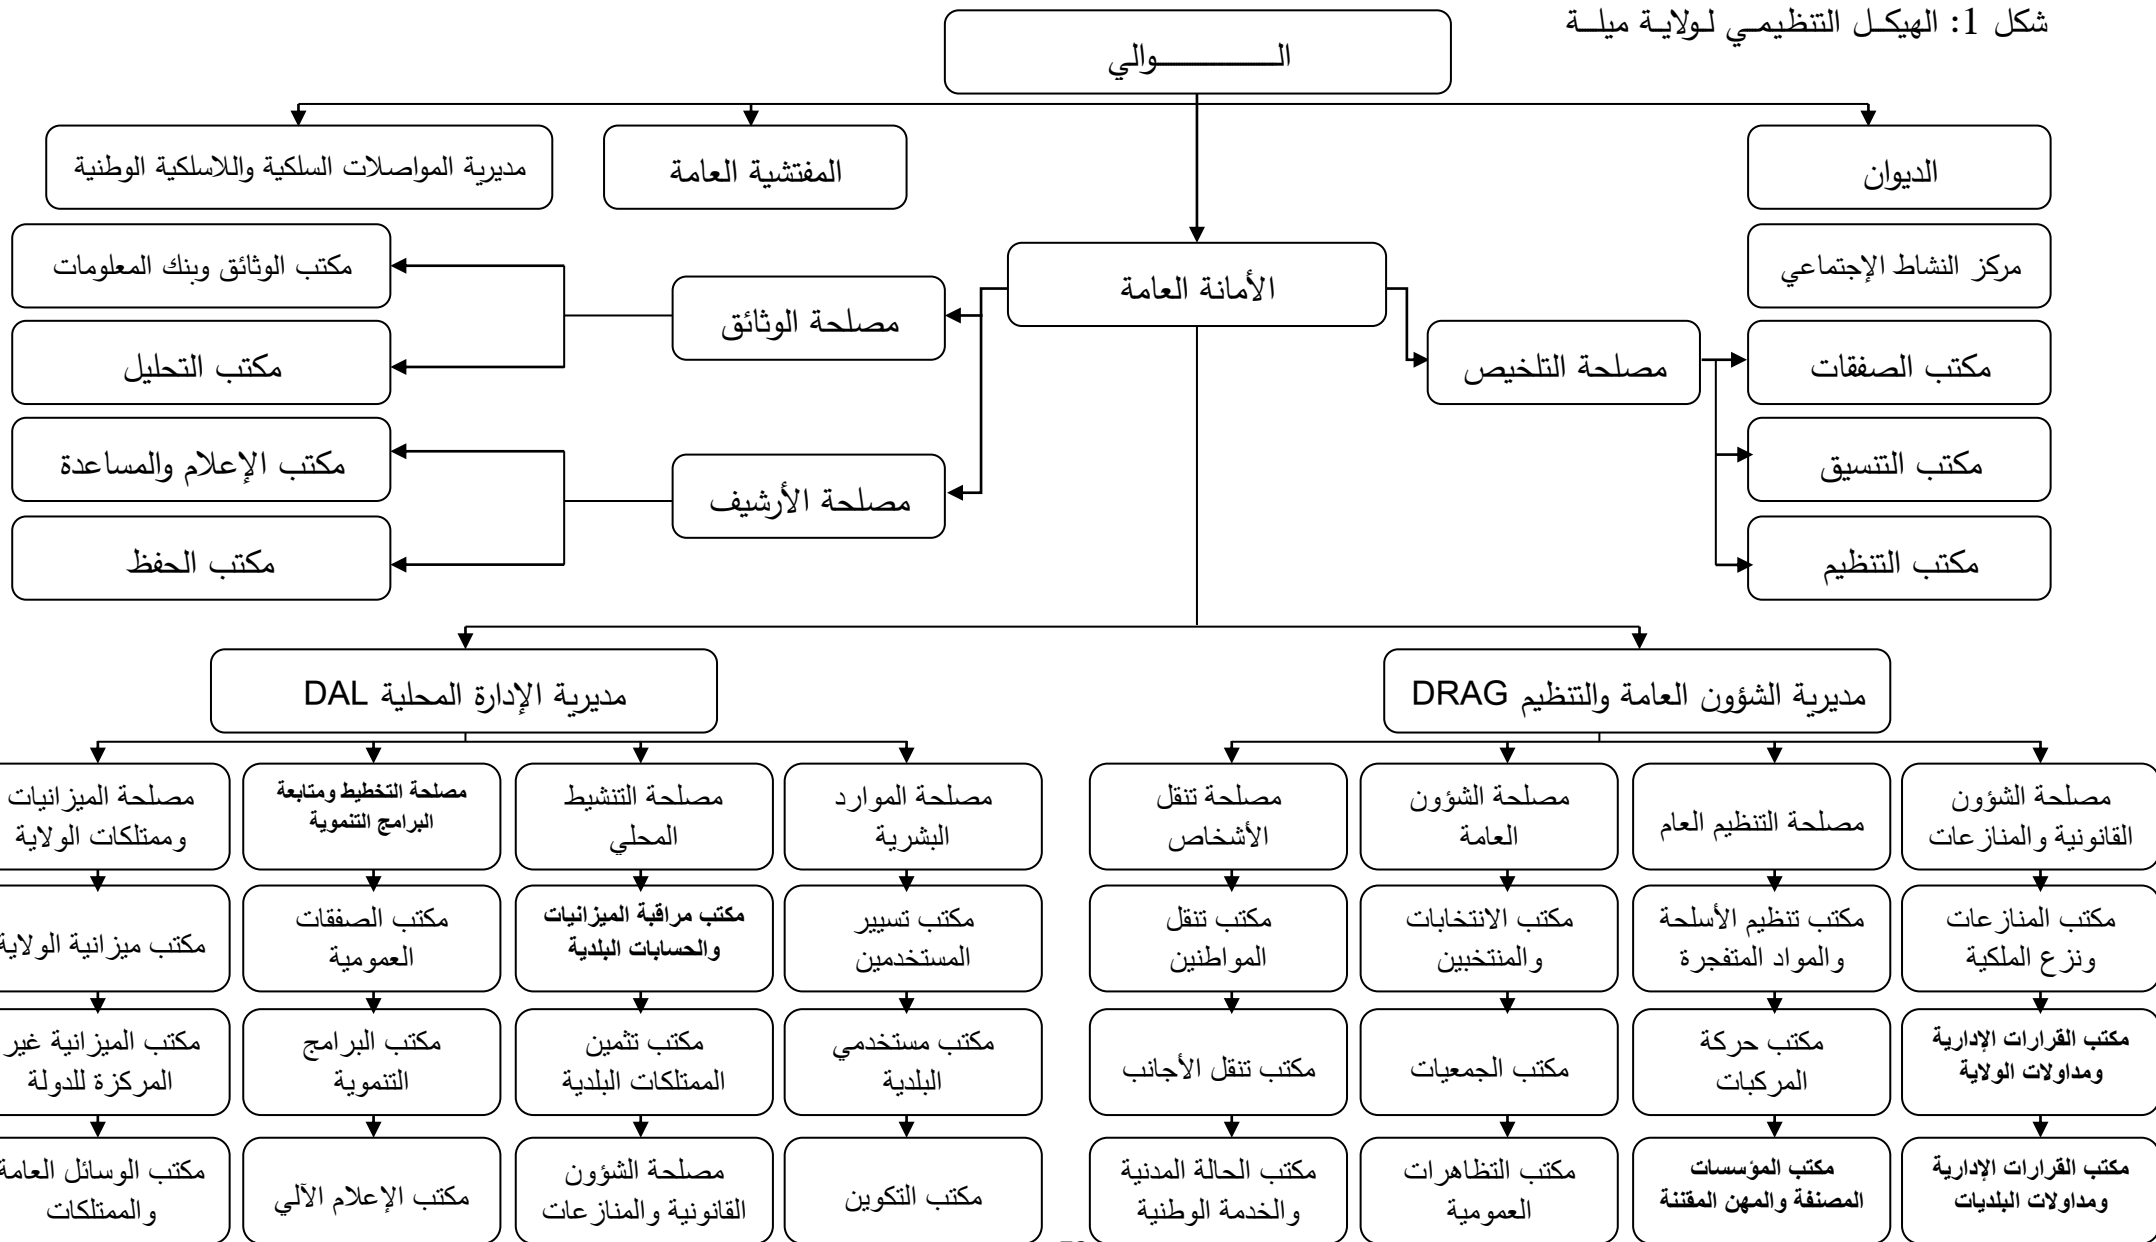 شكل 1: الهيكل التنظيمي لولاية ميلة
الوالي
الديوان
المفتشية العامة
مديرية المواصلات السلكية واللاسلكية الوطنية
مركز النشاط الإجتماعي
الأمانة العامة
مكتب الوثائق وبنك المعلومات
مصلحة الوثائق
مكتب الصفقات
مصلحة التلخيص
مكتب التحليل
مكتب التنسيق
مكتب الإعلام والمساعدة
مصلحة الأرشيف
مكتب التنظيم
مكتب الحفظ
مديرية الشؤون العامة والتنظيم DRAG
مديرية الإدارة المحلية DAL
مصلحة الشؤون
القانونية والمنازعات
مصلحة التنظيم العام
مصلحة الشؤون
العامة
مصلحة تنقل
الأشخاص
مصلحة الموارد
البشرية
مصلحة التنشيط
المحلي
مصلحة التخطيط ومتابعة
البرامج التنموية
مصلحة الميزانيات
وممتلكات الولاية
مكتب المنازعات
ونزع الملكية
مكتب تنظيم الأسلحة
والمواد المتفجرة
مكتب الانتخابات
والمنتخبين
مكتب تنقل
المواطنين
مكتب تسيير
المستخدمين
مكتب مراقبة الميزانيات
والحسابات البلدية
مكتب الصفقات
العمومية
مكتب ميزانية الولاية
مكتب القرارات الإدارية
ومداولات الولاية
مكتب حركة
المركبات
مكتب الجمعيات
مكتب تنقل الأجانب
مكتب مستخدمي
البلدية
مكتب تثمين
الممتلكات البلدية
مكتب البرامج
التنموية
مكتب الميزانية غير
المركزة للدولة
مكتب القرارات الإدارية
ومداولات البلديات
مكتب المؤسسات
المصنفة والمهن المقتنة
مكتب التظاهرات
العمومية
مكتب الحالة المدنية
والخدمة الوطنية
مكتب التكوين
مصلحة الشؤون
القانونية والمنازعات
مكتب الإعلام الآلي
مكتب الوسائل العامة
والممتلكات